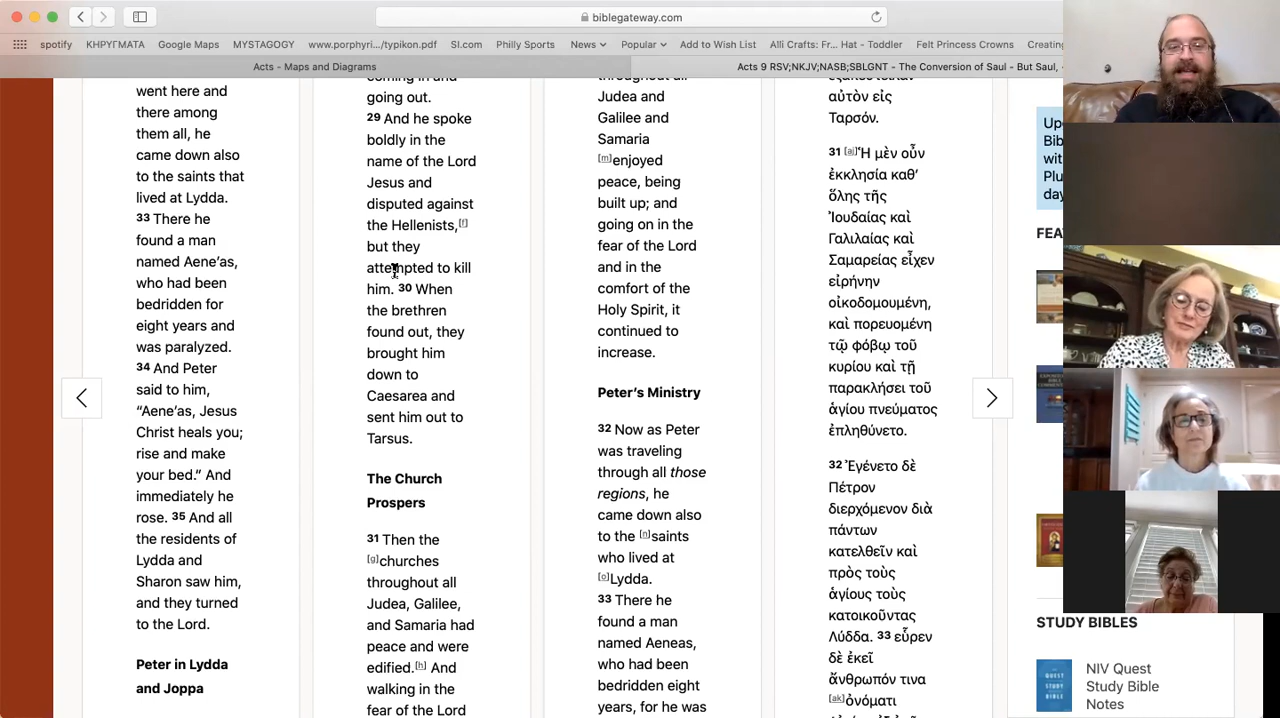 biblegateway.com
spotify
ΚΗΡΥΓΜΑΤΑ
Google Maps
MYSTAGOGY
www.porphyri.../typikon.pdf
SI.com
Philly Sports
News
Popular
Add to Wish List
Alli Crafts: Fr... Hat - Toddler
Felt Princess Crowns
Creating
Acts - Maps and Diagrams
Acts 9 RSV;NKJV;NASB;SBLGNT - The Conversion of Saul - But Saul,
went here and
there among
them all, he
came down also
to the saints that
lived at Lydda.
33 There he
found a man
named Aene'as,
who had been
bedridden for
eight years and
was paralyzed.
34 And Peter
said to him,
“Aene'as, Jesus
Christ heals you;
rise and make
your bed.” And
immediately he
rose. 35 And all
the residents of
Lydda and
Sharon saw him,
and they turned
to the Lord.
Peter in Lydda
and Joppa
coming in and
going out.
29 And he spoke
boldly in the
name of the Lord
Jesus and
disputed against
the Hellenists,[f]
but they
attempted to kill
him. 30 When
the brethren
found out, they
brought him
down to
Caesarea and
sent him out to
Tarsus.
The Church
Prospers
31 Then the
[g]churches
throughout all
Judea, Galilee,
and Samaria had
peace and were
edified.[h] And
walking in the
fear of the Lord
throughout all
Judea and
Galilee and
Samaria
[m]enjoyed
peace, being
built up; and
going on in the
fear of the Lord
and in the
comfort of the
Holy Spirit, it
continued to
increase.
Peter’s Ministry
32 Now as Peter
was traveling
through all those
regions, he
came down also
to the [n]saints
who lived at
[o]Lydda.
33 There he
found a man
named Aeneas,
who had been
bedridden eight
years, for he was
ἐξαπέστειλαν
αὐτὸν εἰς
Ταρσόν.
31 [aj]Ἡ μὲν οὖν
ἐκκλησία καθ’
ὅλης τῆς
Ἰουδαίας καὶ
Γαλιλαίας καὶ
Σαμαρείας εἶχεν
εἰρήνην
οἰκοδομουμένη,
καὶ πορευομένη
τῷ φόβῳ τοῦ
κυρίου καὶ τῇ
παρακλήσει τοῦ
ἁγίου πνεύματος
ἐπληθύνετο.
32 Ἐγένετο δὲ
Πέτρον
διερχόμενον διὰ
πάντων
κατελθεῖν καὶ
πρὸς τοὺς
ἁγίους τοὺς
κατοικοῦντας
Λύδδα. 33 εὗρεν
δὲ ἐκεῖ
ἄνθρωπόν τινα
[ak]ὀνόματι
Bib
wit
Plu
day
FEA
STUDY BIBLES
NIV Quest
Study Bible
Notes